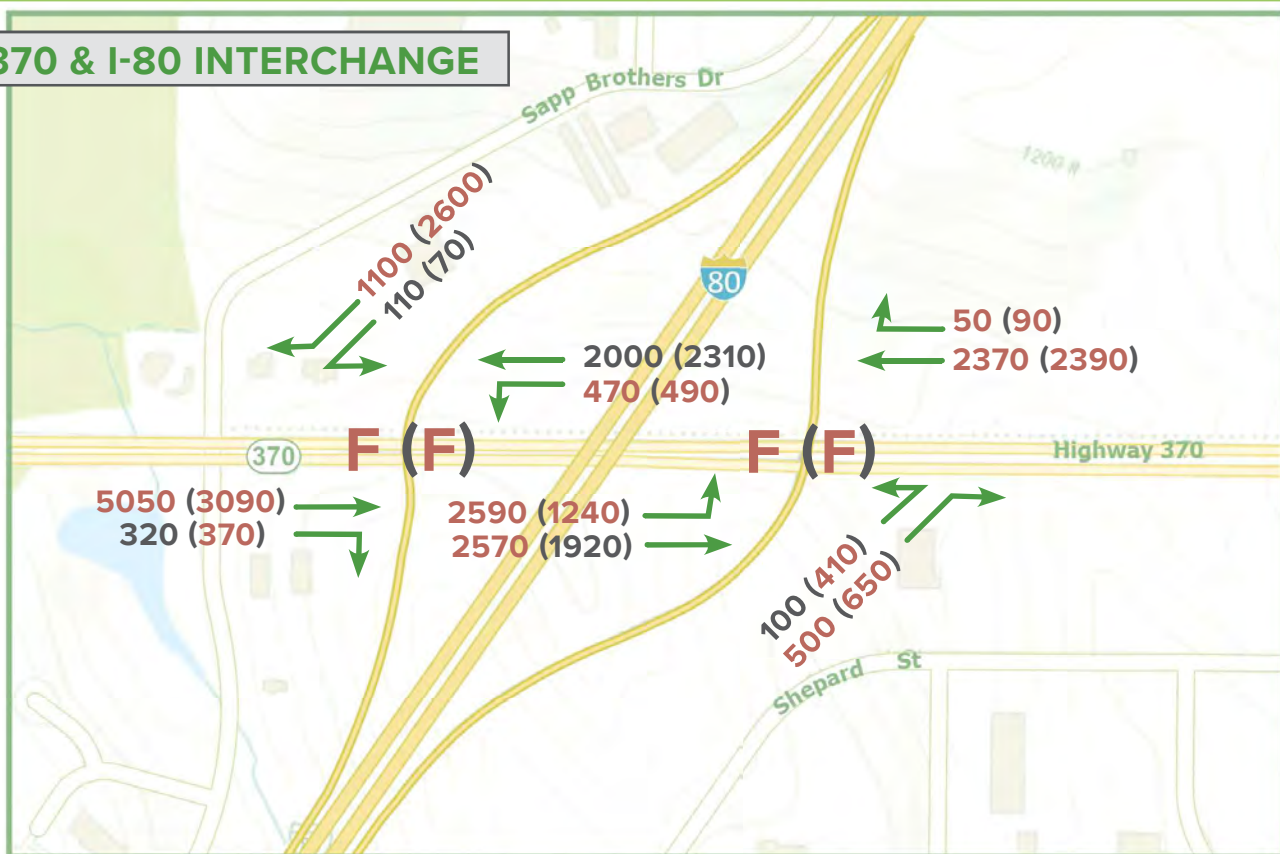 370 & I-80 INTERCHANGE
Sapp Brothers Dr
1200 ft
1100 (2600)
110 (70)
80
50 (90)
2000 (2310)
2370 (2390)
470 (490)
F (F)
F (F)
370
Highway 370
5050 (3090)
320 (370)
2590 (1240)
2570 (1920)
100 (410)
500 (650)
Shepard St